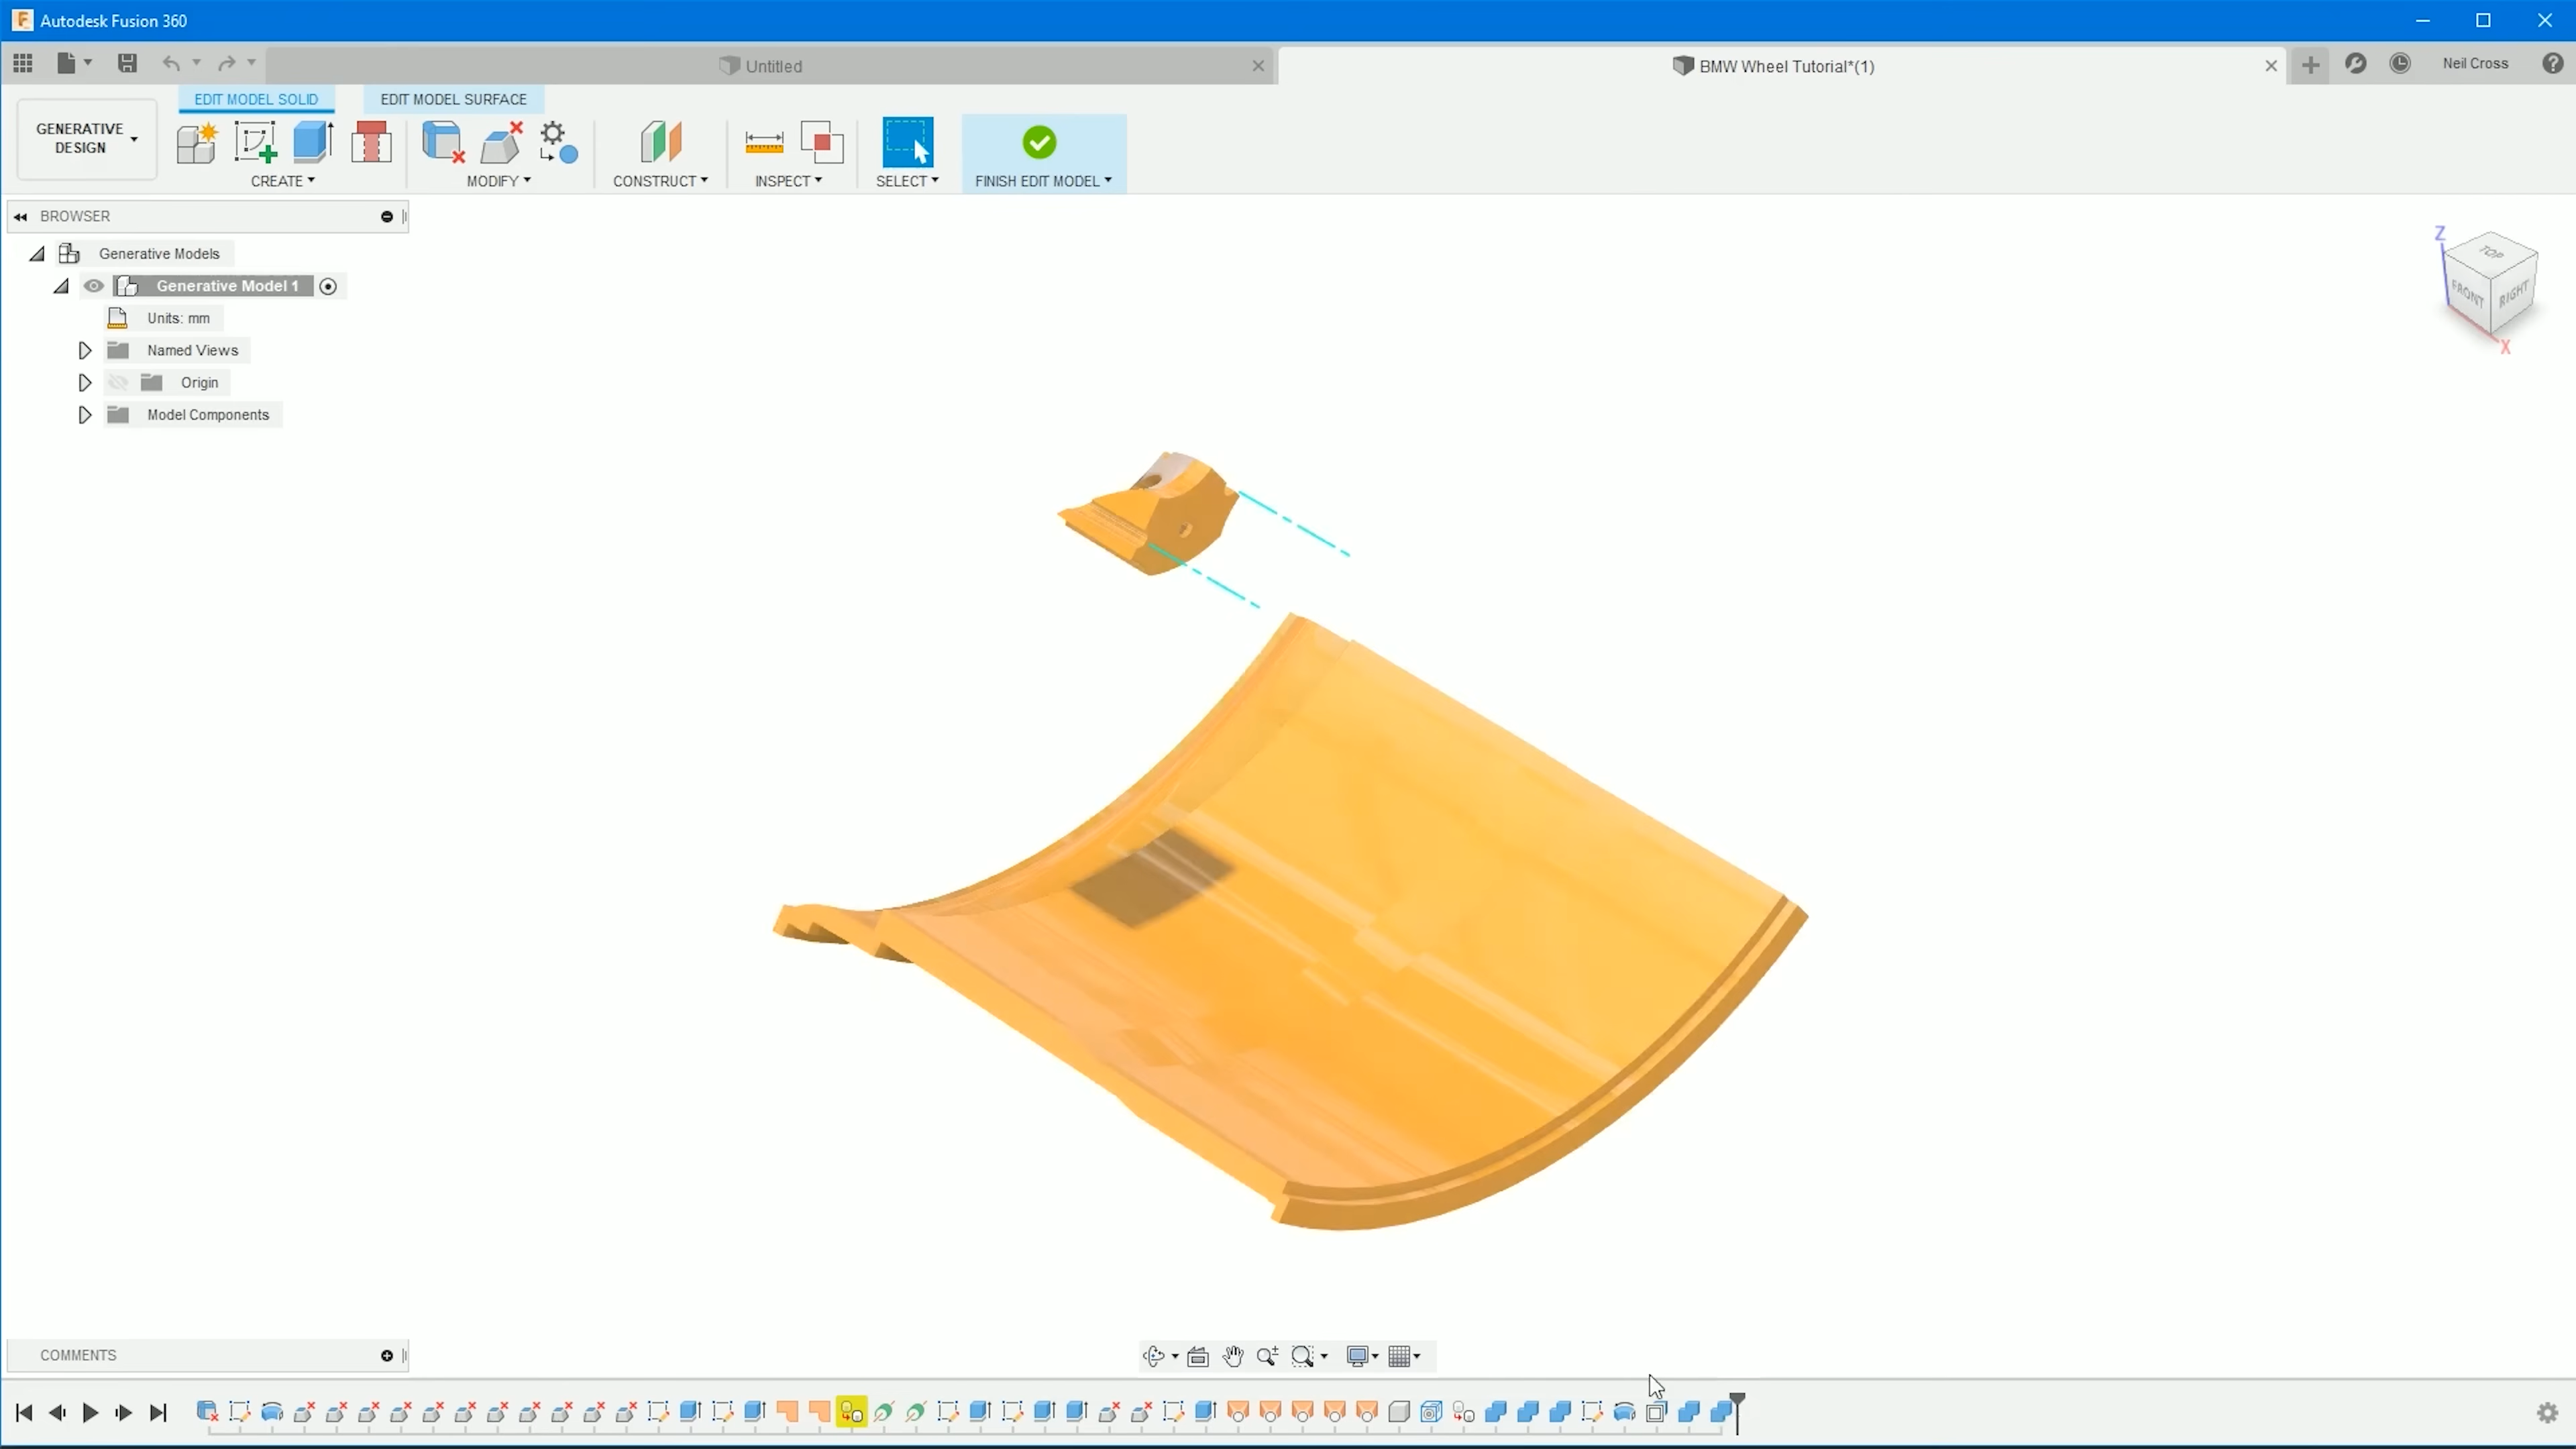 Autodesk Fusion 360
Untitled
BMW Wheel Tutorial*(1)
Neil Cross
GENERATIVE
DESIGN
EDIT MODEL SOLID
EDIT MODEL SURFACE
CREATE
MODIFY
CONSTRUCT
INSPECT
SELECT
FINISH EDIT MODEL
BROWSER
Generative Models
Generative Model 1
Units: mm
Named Views
Origin
Model Components
Z
TOP
FRONT
RIGHT
X
COMMENTS